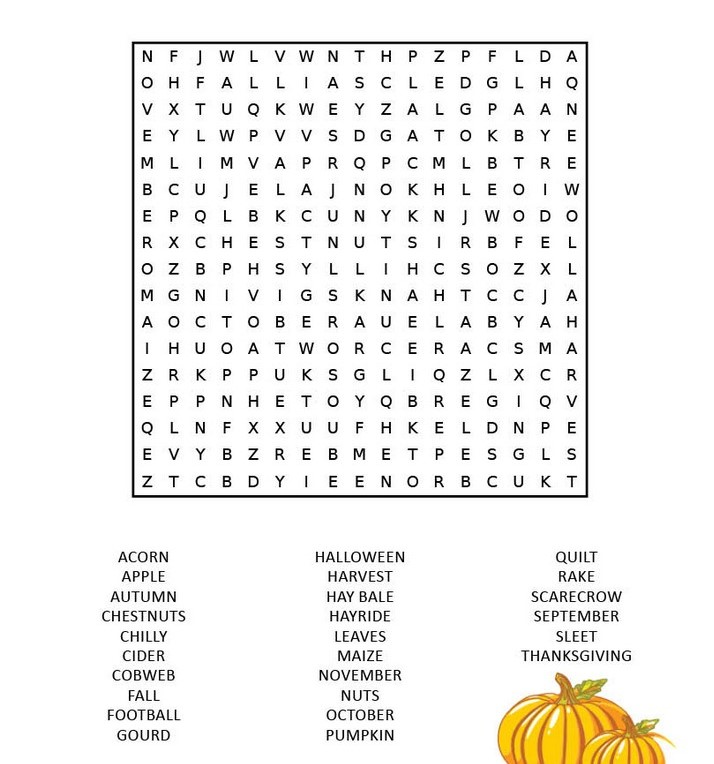 N F J W L V W N T H P Z P F L D A
O H F A L L I A S C L E D G L H Q
V X T U Q K W E Y Z A L G P A A N
E Y L W P V V S D G A T O K B Y E
M L I M V A P R Q P C M L B T R E
B C U J E L A J N O K H L E O I W
E P Q L B K C U N Y K N J W O D O
R X C H E S T N U T S I R B F E L
O Z B P H S Y L L I H C S O Z X L
M G N I V I G S K N A H T C C J A
A O C T O B E R A U E L A B Y A H
I H U O A T W O R C E R A C S M A
Z R K P P U K S G L I Q Z L X C R
E P P N H E T O Y Q B R E G I Q V
Q L N F X X U U F H K E L D N P E
E V Y B Z R E B M E T P E S G L S
Z T C B D Y I E E N O R B C U K T
ACORN HALLOWEEN QUILT
APPLE HARVEST RAKE
AUTUMN HAY BALE SCARECROW
CHESTNUTS HAYRIDE SEPTEMBER
CHILLY LEAVES SLEET
CIDER MAIZE THANKSGIVING
COBWEB NOVEMBER
FALL NUTS
FOOTBALL OCTOBER
GOURD PUMPKIN